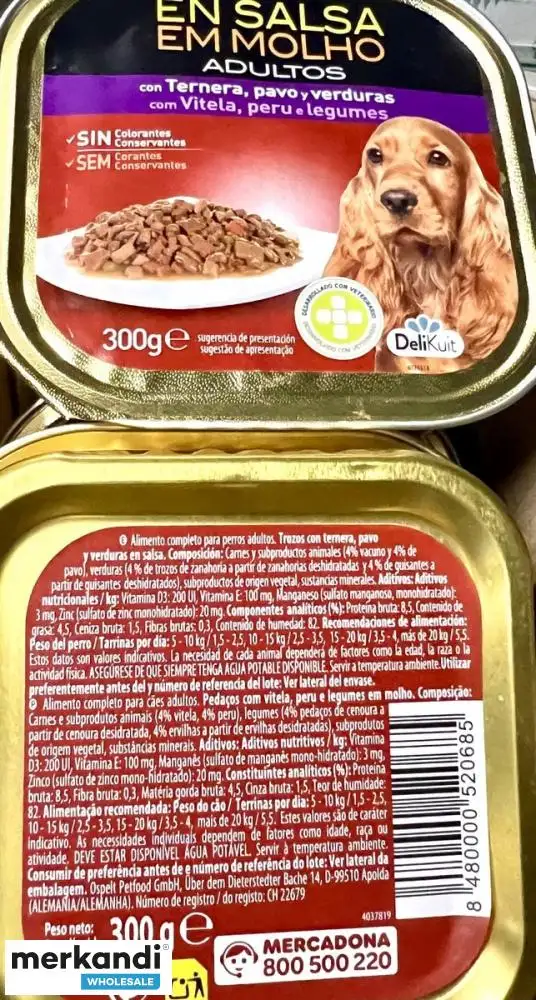 EN SALSA
EM MOLHO
ADULTOS
con Ternera, pavo y verduras
com Vitela, peru e legumes
✓SIN Colorantes Conservantes
✓SEM Corantes Conservantes
300g℮ sugerencia de presentación
sugestão de apresentação
DESARROLLADO CON VETERINARIO
DeliKuit
Alimento completo para perros adultos. Trozos con ternera, pavo
y verduras en salsa. Composición: Carnes y subproductos animales (4% vacuno y 4% de
pavo), verduras (4 % de trozos de zanahoria a partir de zanahorias deshidratadas y 4 % de guisantes a
partir de guisantes deshidratados), subproductos de origen vegetal, sustancias minerales. Aditivos: Aditivos
nutricionales / kg: Vitamina D3: 200 UI, Vitamina E: 100 mg, Manganeso (sulfato manganoso, monohidratado):
3 mg, Zinc (sulfato de zinc monohidratado): 20 mg. Componentes analíticos (%): Proteína bruta: 8,5, Contenido de
grasa: 4,5, Ceniza bruta: 1,5, Fibras brutas: 0,3, Contenido de humedad: 82. Recomendaciones de alimentación:
Peso del perro / Tarrinas por día: 5 - 10 kg / 1,5 - 2,5, 10 - 15 kg / 2,5 - 3,5, 15 - 20 kg / 3,5 - 4, más de 20 kg / 5,5.
Estos datos son valores indicativos. La necesidad de cada animal dependerá de factores como la edad, la raza o la
actividad física. ASEGÚRESE DE QUE SIEMPRE TENGA AGUA POTABLE DISPONIBLE. Servir a temperatura ambiente. Utilizar
preferentemente antes del y número de referencia del lote: Ver lateral del envase.
Alimento completo para cães adultos. Pedaços com vitela, peru e legumes em molho. Composição:
Carnes e subprodutos animais (4% vitela, 4% peru), legumes (4% pedaços de cenoura a
partir de cenoura desidratada, 4% ervilhas a partir de ervilhas desidratadas), subprodutos
de origem vegetal, substâncias minerais. Aditivos: Aditivos nutritivos / kg: Vitamina
D3: 200 UI, Vitamina E: 100 mg, Manganês (sulfato de manganês mono-hidratado): 3 mg,
Zinco (sulfato de zinco mono-hidratado): 20 mg. Constituintes analíticos (%): Proteína
bruta: 8,5, Fibra bruta: 0,3, Matéria gorda bruta: 4,5, Cinza bruta: 1,5, Teor de humidade:
82. Alimentação recomendada: Peso do cão / Terrinas por dia: 5 - 10 kg / 1,5 - 2,5,
10 - 15 kg / 2,5 - 3,5, 15 - 20 kg / 3,5 - 4, mais de 20 kg / 5,5. Estes valores são de caráter
indicativo. As necessidades individuais dependem de fatores como idade, raça ou
atividade. DEVE ESTAR DISPONÍVEL ÁGUA POTÁVEL. Servir à temperatura ambiente.
Consumir de preferência antes de e número de referência do lote: Ver lateral da
embalagem. Ospelt Petfood GmbH, Über dem Dieterstedter Bache 14, D-99510 Apolda
(ALEMANIA/ALEMANHA). Número de registro / do registo: CH 22679
8 480000 520685
4037819
Peso neto:
300 g ℮
MERCADONA
800 500 220
merkandi
WHOLESALE